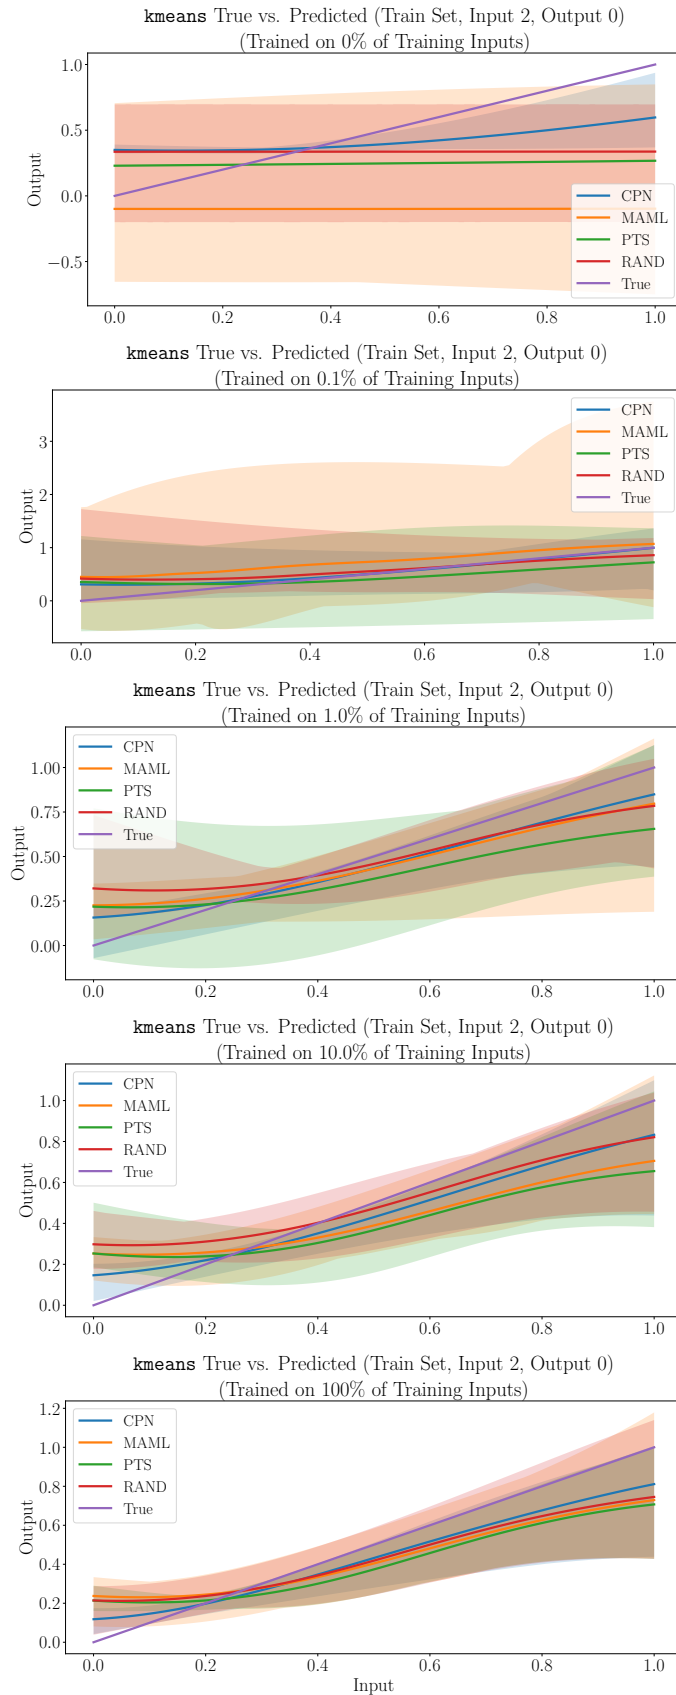 kmeans True vs. Predicted (Train Set, Input 2, Output 0)
(Trained on 0% of Training Inputs)
1.0
0.5
0.0
−0.5
Output
CPN
MAML
PTS
RAND
True
0.0 0.2 0.4 0.6 0.8 1.0
kmeans True vs. Predicted (Train Set, Input 2, Output 0)
(Trained on 0.1% of Training Inputs)
3
2
1
0
Output
CPN
MAML
PTS
RAND
True
0.0 0.2 0.4 0.6 0.8 1.0
kmeans True vs. Predicted (Train Set, Input 2, Output 0)
(Trained on 1.0% of Training Inputs)
1.00
0.75
0.50
0.25
0.00
Output
CPN
MAML
PTS
RAND
True
0.0 0.2 0.4 0.6 0.8 1.0
kmeans True vs. Predicted (Train Set, Input 2, Output 0)
(Trained on 10.0% of Training Inputs)
1.0
0.8
0.6
0.4
0.2
0.0
Output
CPN
MAML
PTS
RAND
True
0.0 0.2 0.4 0.6 0.8 1.0
kmeans True vs. Predicted (Train Set, Input 2, Output 0)
(Trained on 100% of Training Inputs)
1.2
1.0
0.8
0.6
0.4
0.2
0.0
Output
CPN
MAML
PTS
RAND
True
0.0 0.2 0.4 0.6 0.8 1.0
Input